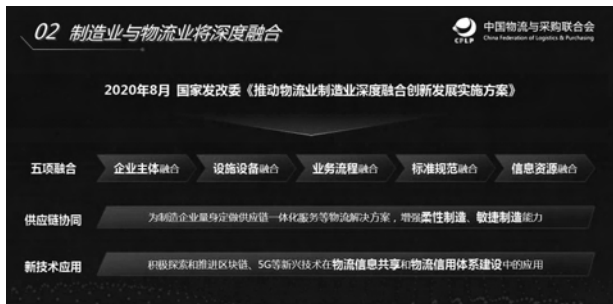 02 制造业与物流业将深度融合
中国物流与采购联合会
China Federation of Logistics & Purchasing
CFLP
2020年8月 国家发改委《推动物流业制造业深度融合创新发展实施方案》
五项融合 企业主体融合 设施设备融合 业务流程融合 标准规范融合 信息资源融合
供应链协同 为制造企业量身定做供应链一体化服务等物流解决方案，增强柔性制造、敏捷制造能力
新技术应用 积极探索和推进区块链、5G等新兴技术在物流信息共享和物流信用体系建设中的应用